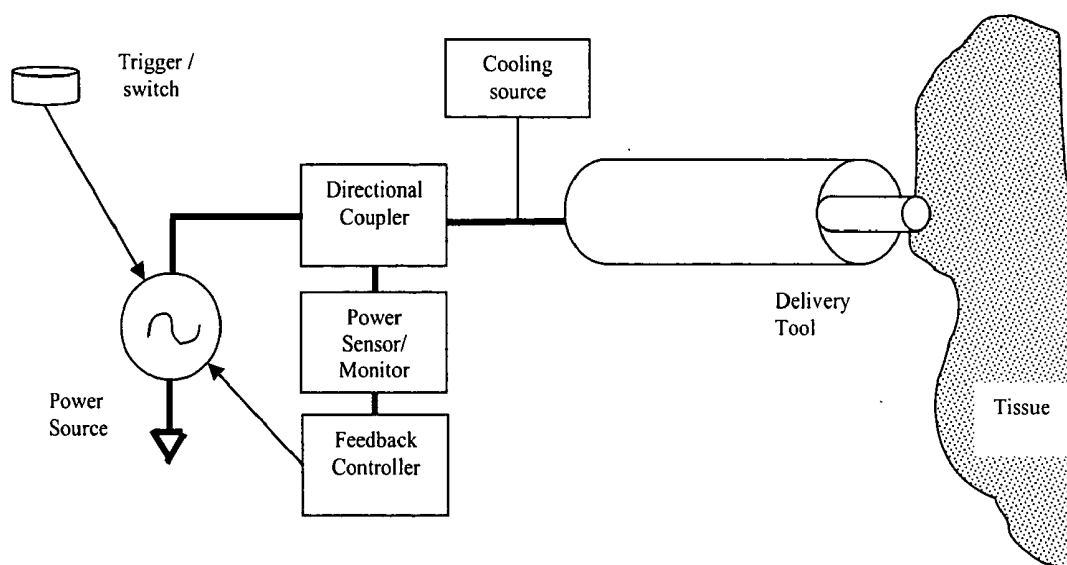 Trigger /
switch
Cooling
source
Directional
Coupler
Power
Sensor/
Monitor
Feedback
Controller
Power
Source
Delivery
Tool
Tissue